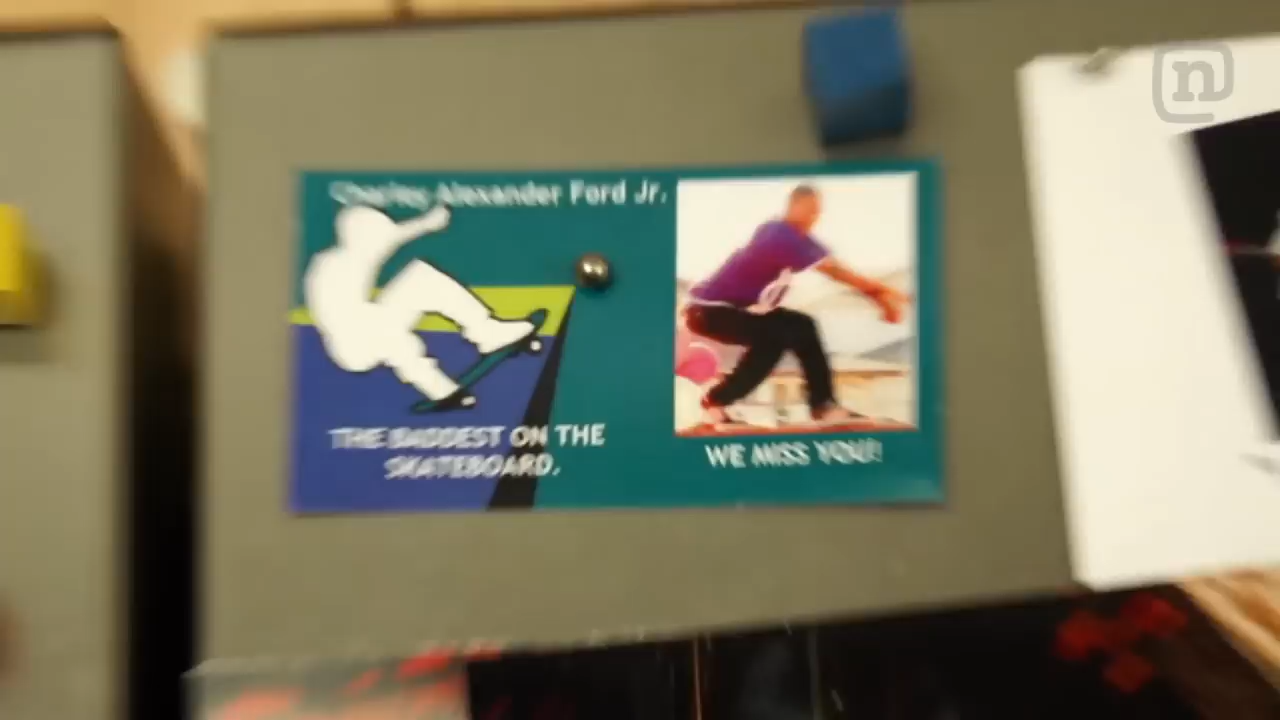 n
Charles Alexander Ford Jr.
THE BADDEST ON THE
SKATEBOARD.
WE MISS YOU!!